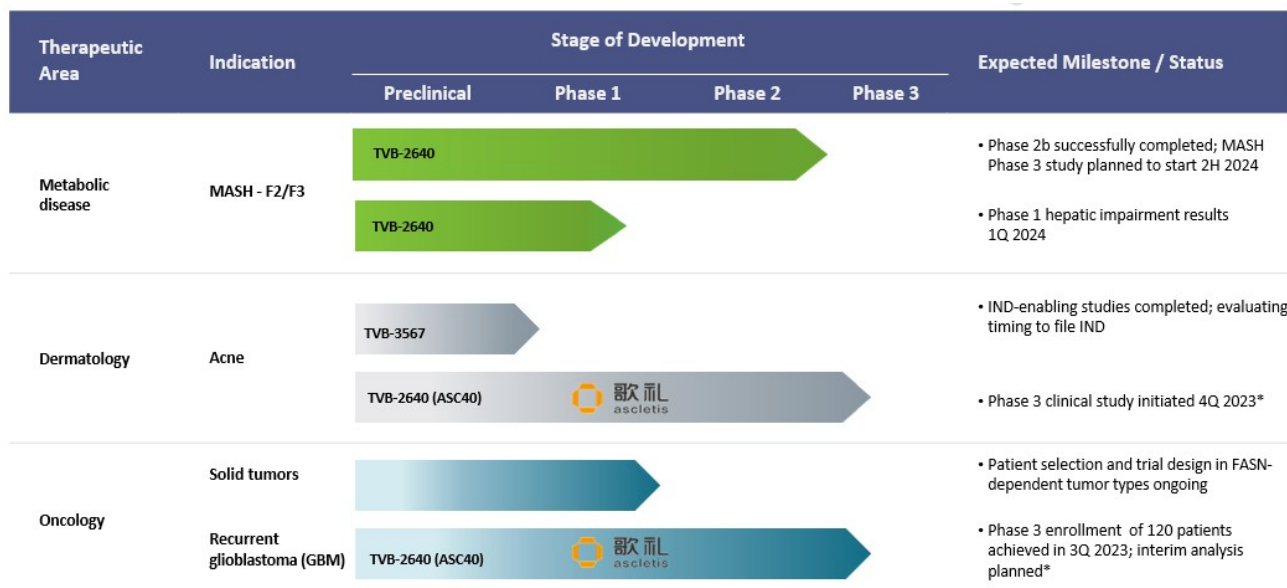 Therapeutic
Area
Indication
Stage of Development
Preclinical
Phase 1
Phase 2
Phase 3
Expected Milestone / Status
Metabolic
disease
MASH - F2/F3
TVB-2640
• Phase 2b successfully completed; MASH
Phase 3 study planned to start 2H 2024
TVB-2640
• Phase 1 hepatic impairment results
1Q 2024
Dermatology
Acne
TVB-3567
• IND-enabling studies completed; evaluating
timing to file IND
TVB-2640 (ASC40)
歌礼
ascletis
• Phase 3 clinical study initiated 4Q 2023*
Oncology
Solid tumors
• Patient selection and trial design in FASN-
dependent tumor types ongoing
Recurrent
glioblastoma (GBM)
TVB-2640 (ASC40)
歌礼
ascletis
• Phase 3 enrollment of 120 patients
achieved in 3Q 2023; interim analysis
planned*